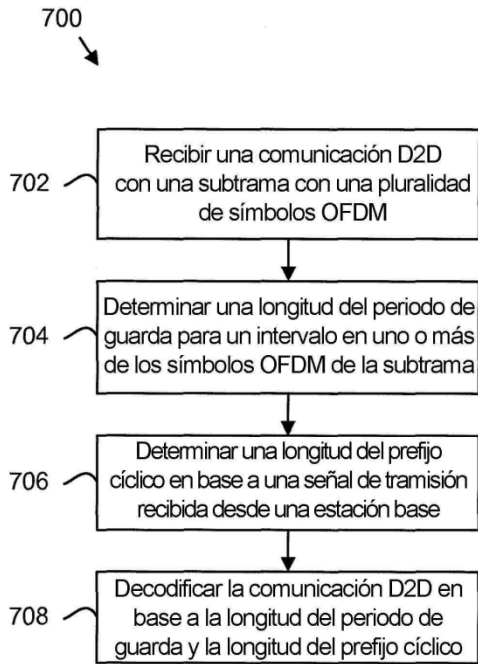 700
702
Recibir una comunicación D2D
con una subtrama con una pluralidad
de símbolos OFDM
704
Determinar una longitud del periodo de
guarda para un intervalo en uno o más
de los símbolos OFDM de la subtrama
706
Determinar una longitud del prefijo
cíclico en base a una señal de tramisión
recibida desde una estación base
708
Decodificar la comunicación D2D en
base a la longitud del periodo de
guarda y la longitud del prefijo cíclico